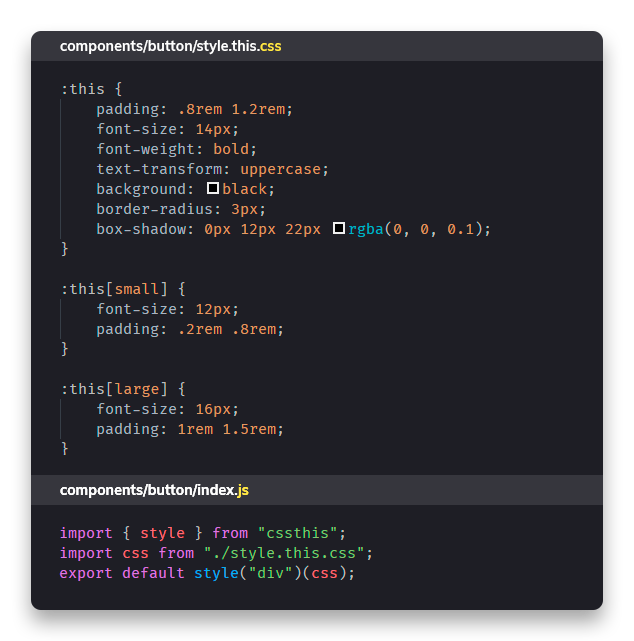 components/button/style.this.css
:this {
    padding: .8rem 1.2rem;
    font-size: 14px;
    font-weight: bold;
    text-transform: uppercase;
    background: black;
    border-radius: 3px;
    box-shadow: 0px 12px 22px rgba(0, 0, 0.1);
}
:this[small] {
    font-size: 12px;
    padding: .2rem .8rem;
}
:this[large] {
    font-size: 16px;
    padding: 1rem 1.5rem;
}
components/button/index.js
import { style } from "cssthis";
import css from "./style.this.css";
export default style("div")(css);